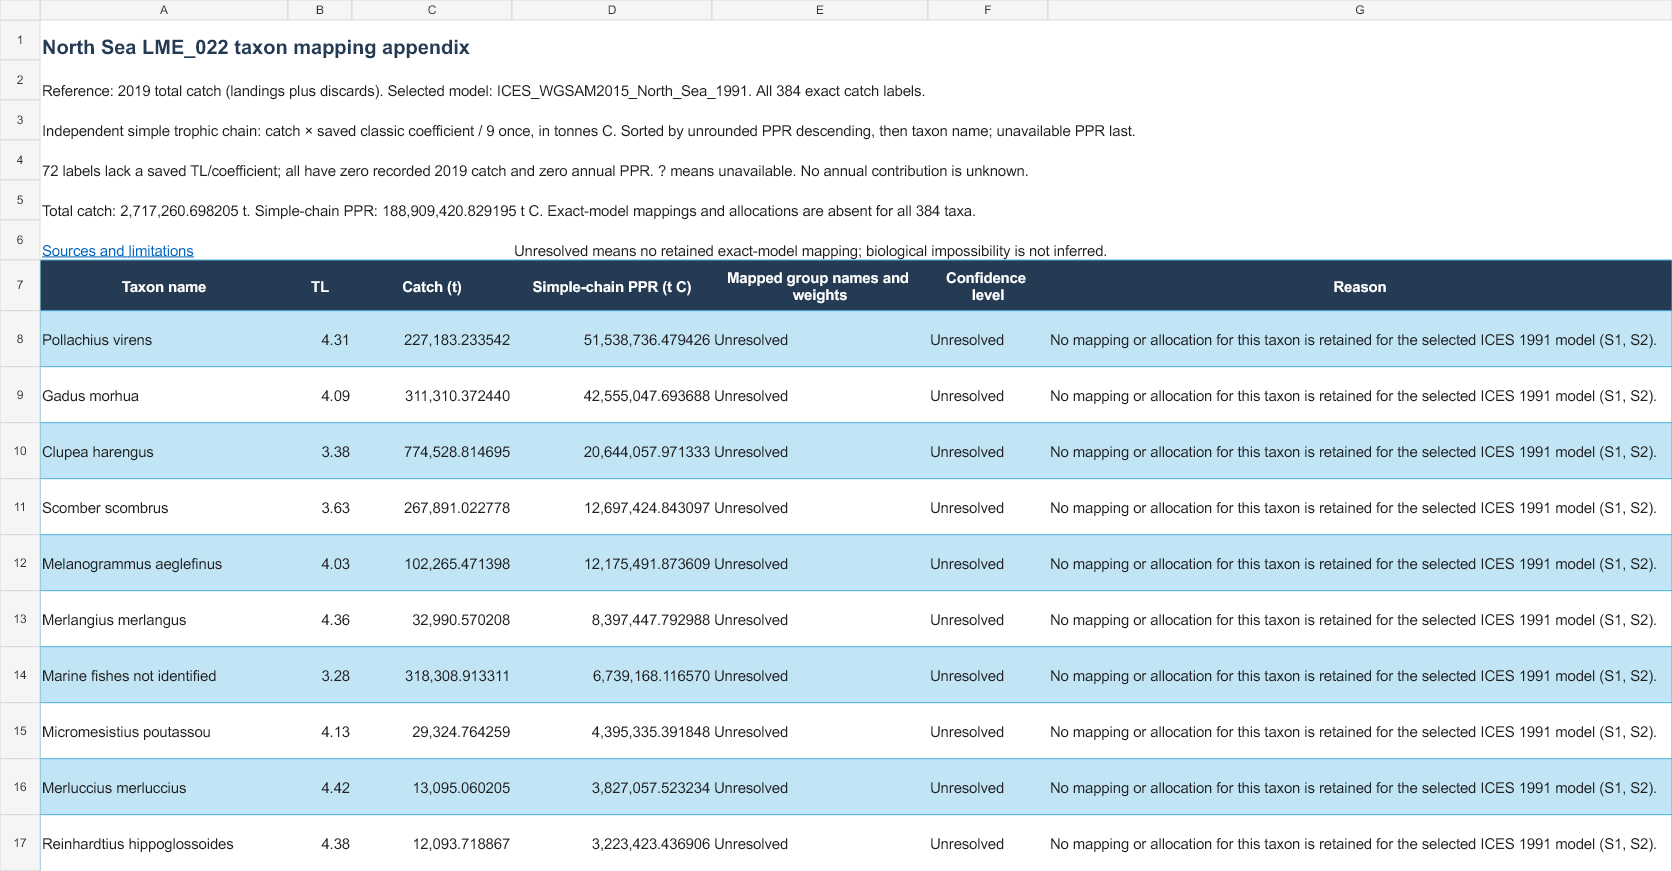 A B C D E F G
1 North Sea LME_022 taxon mapping appendix
2 Reference: 2019 total catch (landings plus discards). Selected model: ICES_WGSAM2015_North_Sea_1991. All 384 exact catch labels.
3 Independent simple trophic chain: catch × saved classic coefficient / 9 once, in tonnes C. Sorted by unrounded PPR descending, then taxon name; unavailable PPR last.
4 72 labels lack a saved TL/coefficient; all have zero recorded 2019 catch and zero annual PPR. ? means unavailable. No annual contribution is unknown.
5 Total catch: 2,717,260.698205 t. Simple-chain PPR: 188,909,420.829195 t C. Exact-model mappings and allocations are absent for all 384 taxa.
6 Sources and limitations Unresolved means no retained exact-model mapping; biological impossibility is not inferred.
7 Taxon name TL Catch (t) Simple-chain PPR (t C) Mapped group names and weights Confidence level Reason
8 Pollachius virens 4.31 227,183.233542 51,538,736.479426 Unresolved Unresolved No mapping or allocation for this taxon is retained for the selected ICES 1991 model (S1, S2).
9 Gadus morhua 4.09 311,310.372440 42,555,047.693688 Unresolved Unresolved No mapping or allocation for this taxon is retained for the selected ICES 1991 model (S1, S2).
10 Clupea harengus 3.38 774,528.814695 20,644,057.971333 Unresolved Unresolved No mapping or allocation for this taxon is retained for the selected ICES 1991 model (S1, S2).
11 Scomber scombrus 3.63 267,891.022778 12,697,424.843097 Unresolved Unresolved No mapping or allocation for this taxon is retained for the selected ICES 1991 model (S1, S2).
12 Melanogrammus aeglefinus 4.03 102,265.471398 12,175,491.873609 Unresolved Unresolved No mapping or allocation for this taxon is retained for the selected ICES 1991 model (S1, S2).
13 Merlangius merlangus 4.36 32,990.570208 8,397,447.792988 Unresolved Unresolved No mapping or allocation for this taxon is retained for the selected ICES 1991 model (S1, S2).
14 Marine fishes not identified 3.28 318,308.913311 6,739,168.116570 Unresolved Unresolved No mapping or allocation for this taxon is retained for the selected ICES 1991 model (S1, S2).
15 Micromesistius poutassou 4.13 29,324.764259 4,395,335.391848 Unresolved Unresolved No mapping or allocation for this taxon is retained for the selected ICES 1991 model (S1, S2).
16 Merluccius merluccius 4.42 13,095.060205 3,827,057.523234 Unresolved Unresolved No mapping or allocation for this taxon is retained for the selected ICES 1991 model (S1, S2).
17 Reinhardtius hippoglossoides 4.38 12,093.718867 3,223,423.436906 Unresolved Unresolved No mapping or allocation for this taxon is retained for the selected ICES 1991 model (S1, S2).